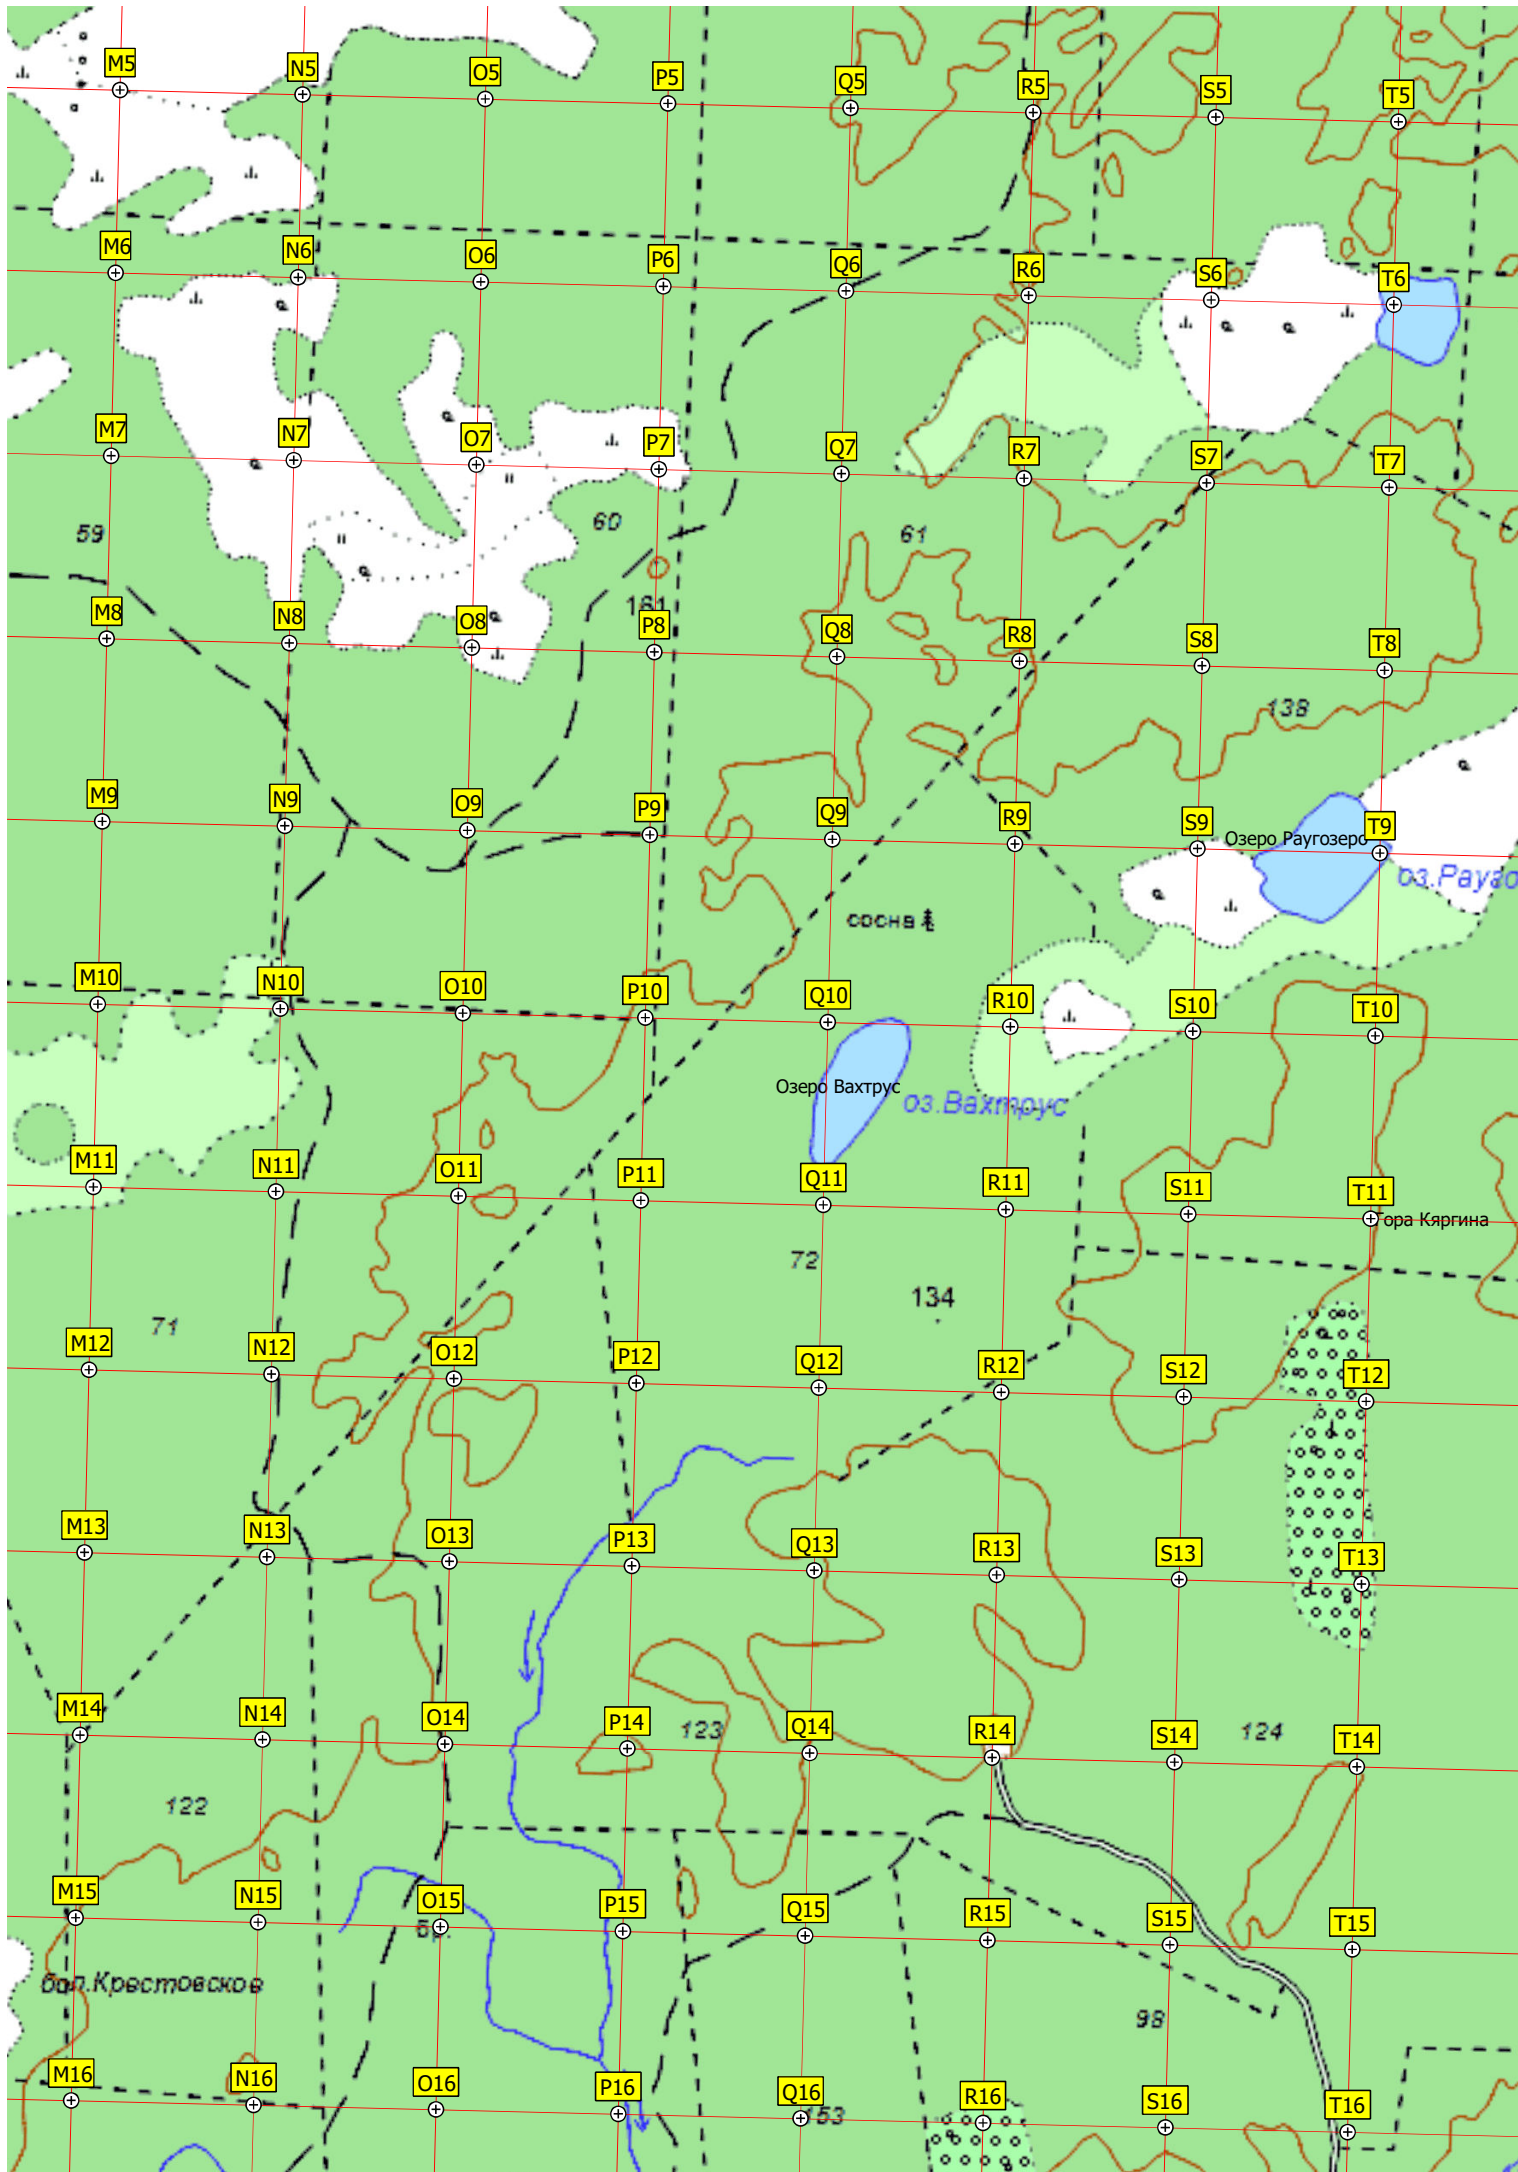 M5 N5 O5 P5 Q5 R5 S5 T5
M6 N6 O6 P6 Q6 R6 S6 T6
M7 N7 O7 P7 Q7 R7 S7 T7
59 60 61
181
M8 N8 O8 P8 Q8 R8 S8 T8
138
M9 N9 O9 P9 Q9 R9 S9 T9
Озеро Раугозеро
оз.Рауго
сосна
M10 N10 O10 P10 Q10 R10 S10 T10
Озеро Вахтрус
оз.Вахтрус
M11 N11 O11 P11 Q11 R11 S11 T11
Гора Кяргина
72
134
71
M12 N12 O12 P12 Q12 R12 S12 T12
M13 N13 O13 P13 Q13 R13 S13 T13
M14 N14 O14 P14 Q14 R14 S14 T14
123 124
122
M15 N15 O15 P15 Q15 R15 S15 T15
бол.Крестовское
98
M16 N16 O16 P16 Q16 R16 S16 T16
153